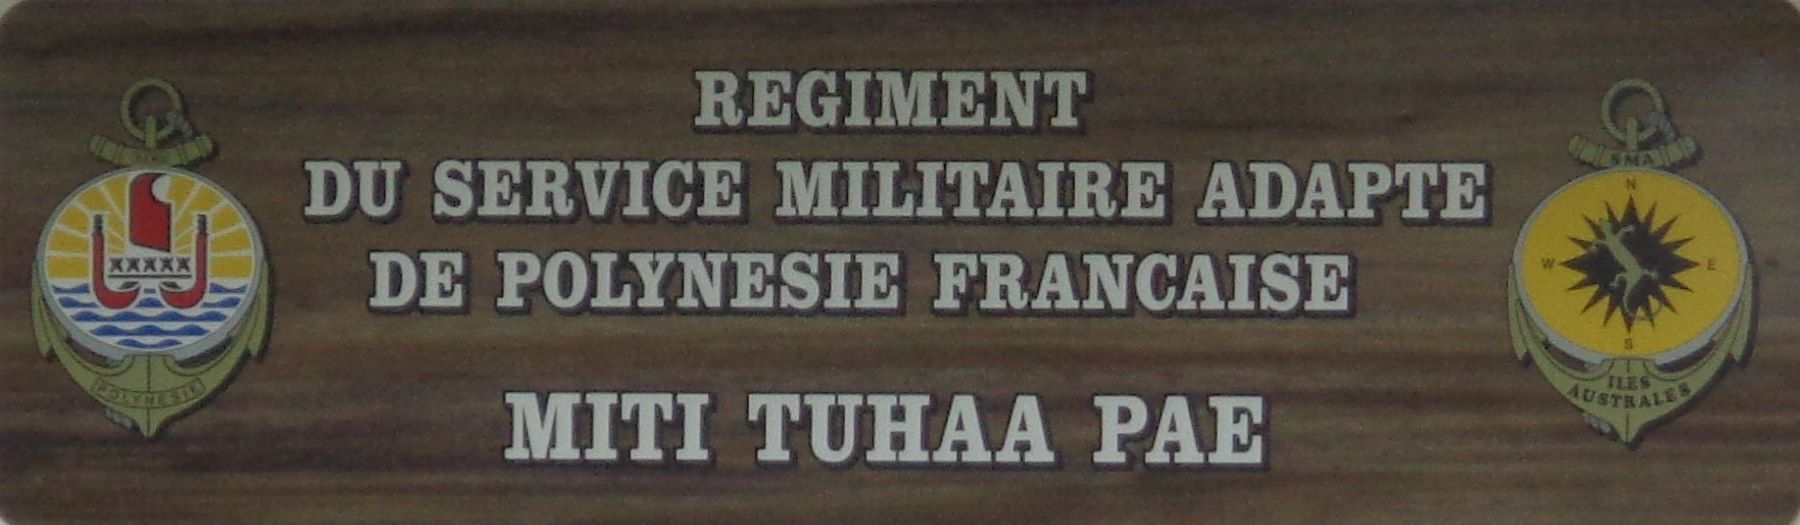 REGIMENT
DU SERVICE MILITAIRE ADAPTE
DE POLYNESIE FRANCAISE
MITI TUHAA PAE
POLYNESIE
SMA
N
W E
S
ILES
AUSTRALES